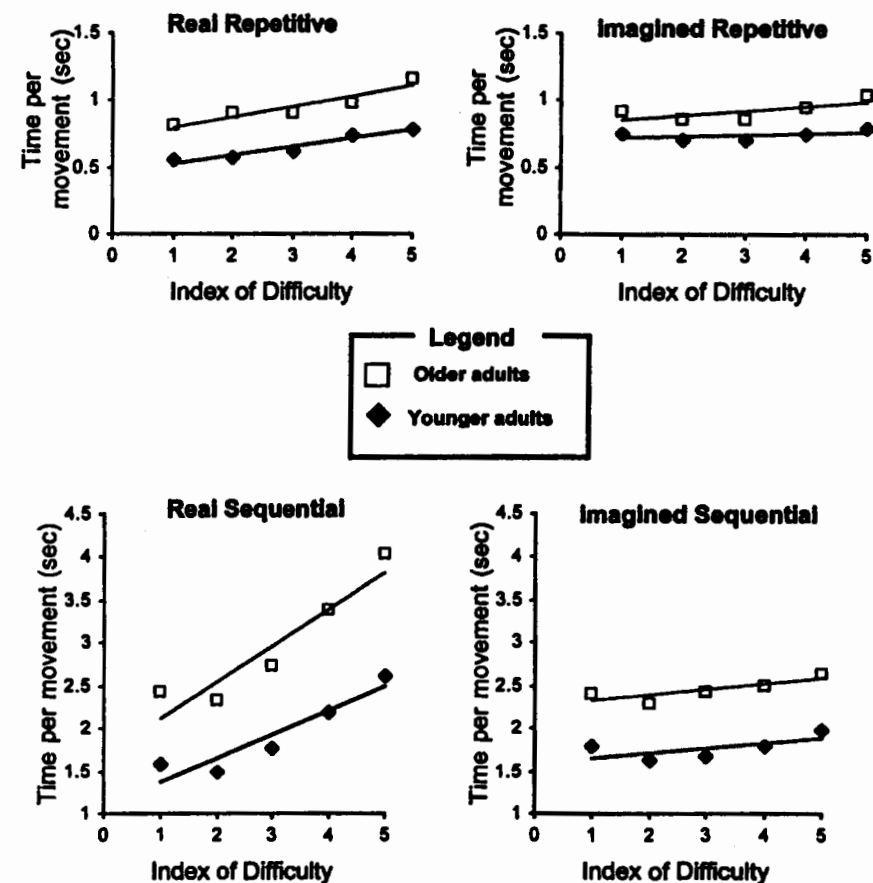 Real Repetitive
Time per movement (sec)
1.5
1
0.5
0
0 1 2 3 4 5
Index of Difficulty
imagined Repetitive
Time per movement (sec)
1.5
1
0.5
0
0 1 2 3 4 5
Index of Difficulty
Legend
Older adults
Younger adults
Real Sequential
Time per movement (sec)
4.5
4
3.5
3
2.5
2
1.5
1
0 1 2 3 4 5
Index of Difficulty
imagined Sequential
Time per movement (sec)
4.5
4
3.5
3
2.5
2
1.5
1
0 1 2 3 4 5
Index of Difficulty